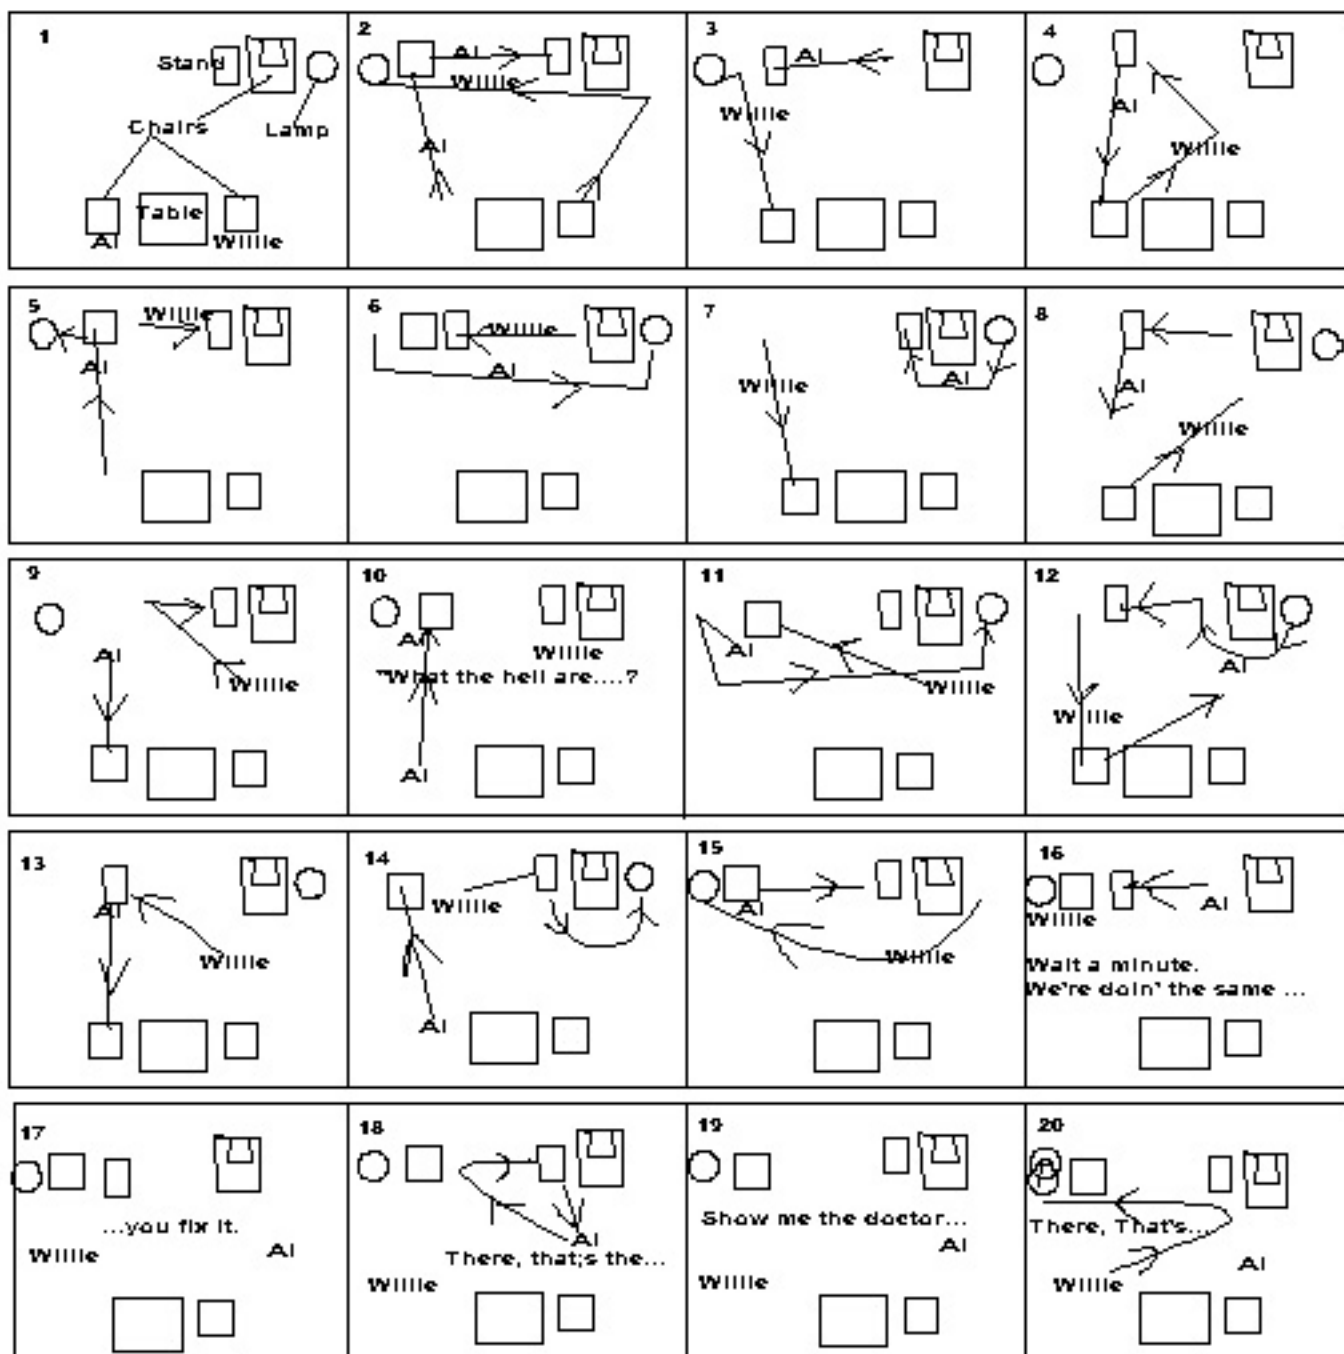 1
Stand
Chairs
Lamp
Table
Al
Willie
2
Al
Willie
Al
3
Al
Willie
4
Al
Willie
5
Willie
Al
6
Willie
Al
7
Willie
Al
8
Al
Willie
9
Al
Willie
10
Al
Willie
"What the hell are....?
Al
11
Al
Willie
12
Al
Willie
13
Al
Willie
14
Willie
Al
15
Al
Willie
16
Al
Willie
Wait a minute.
We're doin' the same ...
17
...you fix it.
Willie
Al
18
Al
There, that;s the...
Willie
19
Show me the doctor...
Al
Willie
20
There, That's...
Al
Willie